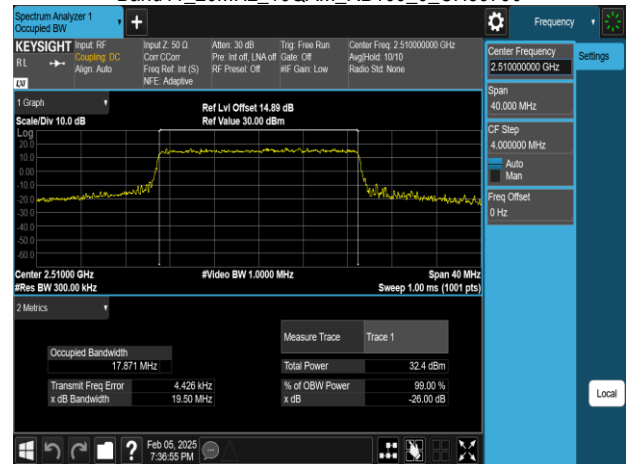 Spectrum Analyzer 1
Occupied BW
Frequency
KEYSIGHT
Input: RF
Coupling: DC
Align: Auto
RL
LXI
Input Z: 50 Ω
Corr CCorr
Freq Ref: Int (S)
NFE: Adaptive
Atten: 30 dB
Pre: Int off, LNA off
RF Preset: Off
Trig: Free Run
Gate: Off
#IF Gain: Low
Center Freq: 2.510000000 GHz
Avg|Hold: 10/10
Radio Std: None
Center Frequency
2.510000000 GHz
Settings
Span
40.000 MHz
CF Step
4.000000 MHz
Auto
Man
Freq Offset
0 Hz
Local
1 Graph
Scale/Div 10.0 dB
Ref Lvl Offset 14.89 dB
Ref Value 30.00 dBm
Log
20.0
10.0
0.00
-10.0
-20.0
-30.0
-40.0
-50.0
-60.0
Center 2.51000 GHz
#Video BW 1.0000 MHz
Span 40 MHz
#Res BW 300.00 kHz
Sweep 1.00 ms (1001 pts)
2 Metrics
Measure Trace
Trace 1
Occupied Bandwidth
17.871 MHz
Total Power
32.4 dBm
Transmit Freq Error
4.426 kHz
% of OBW Power
99.00 %
x dB Bandwidth
19.50 MHz
x dB
-26.00 dB
?
Feb 05, 2025
7:36:55 PM